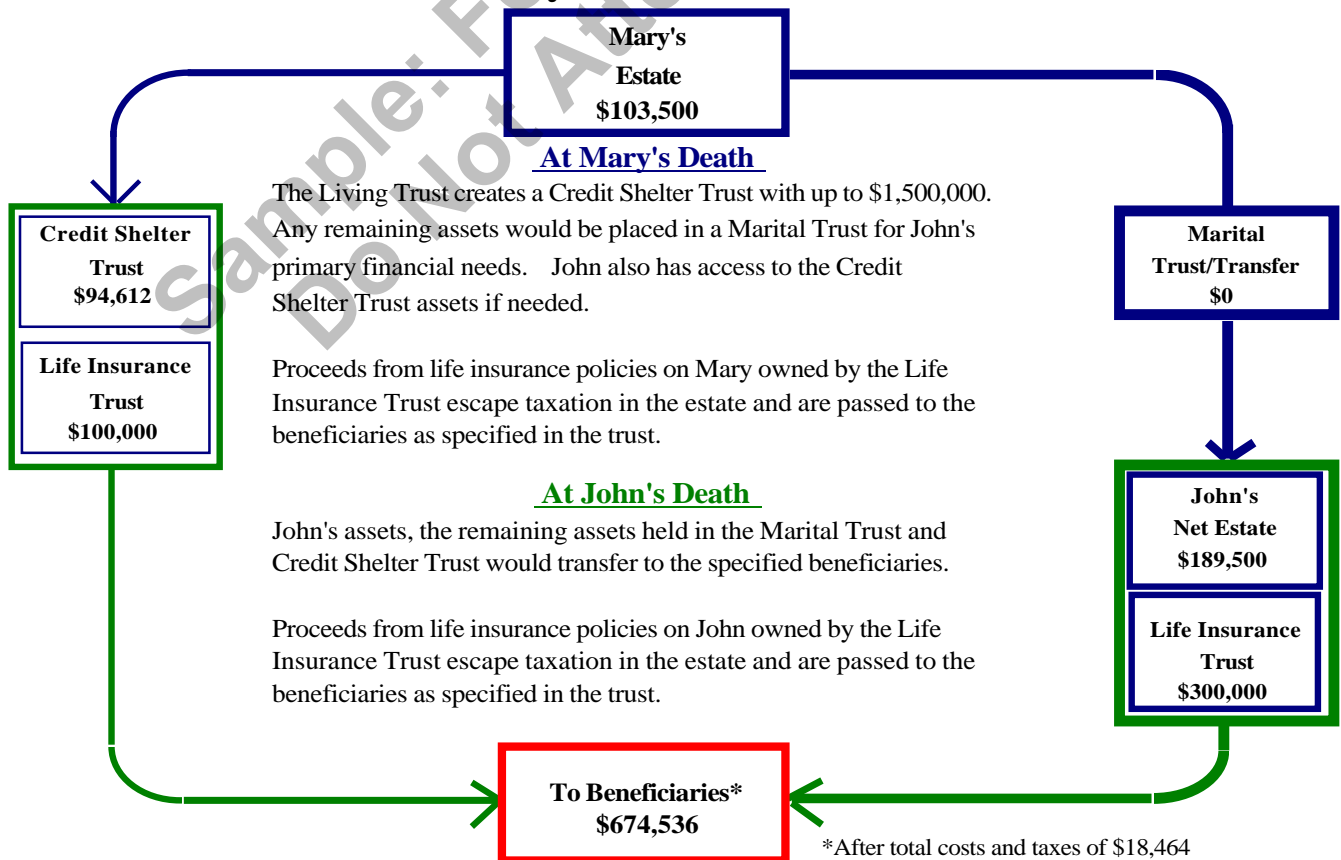 Mary's
Estate
$103,500
At Mary's Death
The Living Trust creates a Credit Shelter Trust with up to $1,500,000.
Any remaining assets would be placed in a Marital Trust for John's
primary financial needs. John also has access to the Credit
Shelter Trust assets if needed.
Credit Shelter
Trust
$94,612
Life Insurance
Trust
$100,000
Marital
Trust/Transfer
$0
Proceeds from life insurance policies on Mary owned by the Life
Insurance Trust escape taxation in the estate and are passed to the
beneficiaries as specified in the trust.
At John's Death
John's assets, the remaining assets held in the Marital Trust and
Credit Shelter Trust would transfer to the specified beneficiaries.
Proceeds from life insurance policies on John owned by the Life
Insurance Trust escape taxation in the estate and are passed to the
beneficiaries as specified in the trust.
John's
Net Estate
$189,500
Life Insurance
Trust
$300,000
To Beneficiaries*
$674,536
*After total costs and taxes of $18,464
Sample:
Do Not